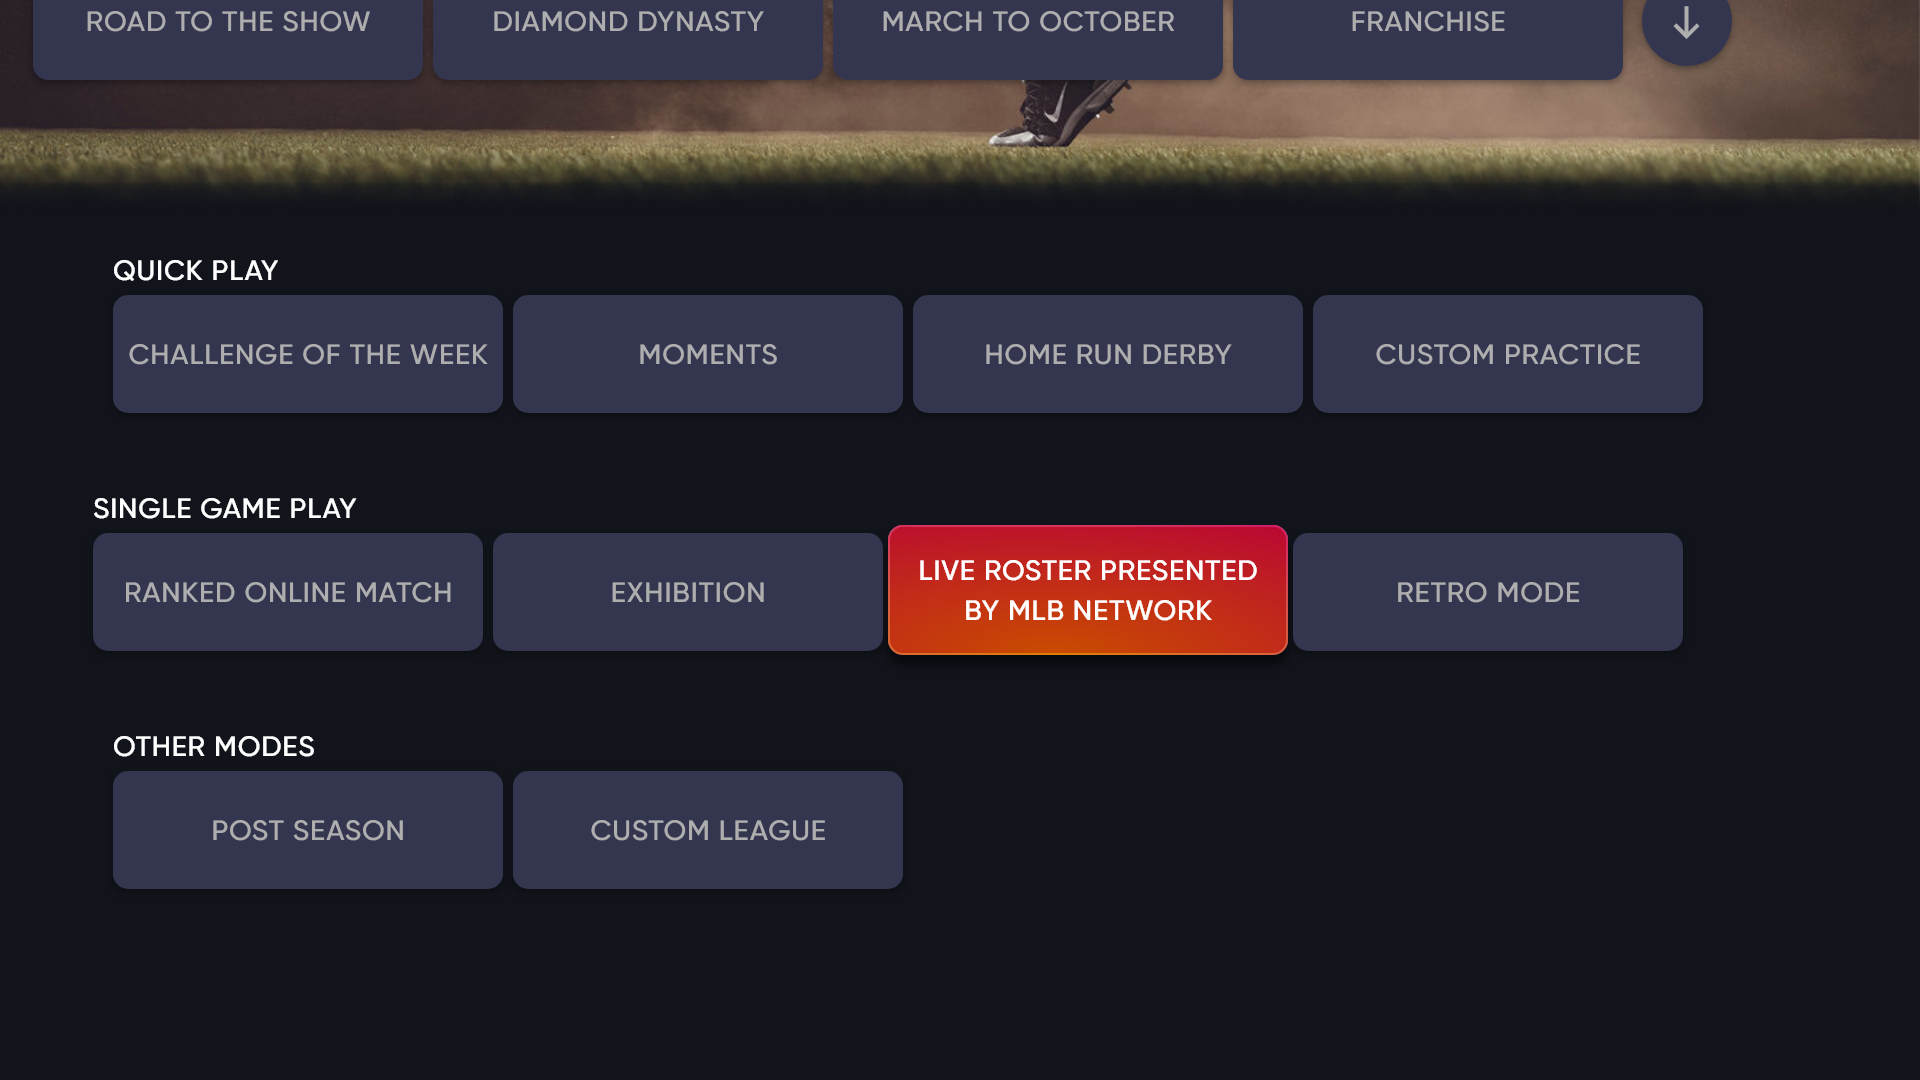 ROAD TO THE SHOW
DIAMOND DYNASTY
MARCH TO OCTOBER
FRANCHISE
QUICK PLAY
CHALLENGE OF THE WEEK
MOMENTS
HOME RUN DERBY
CUSTOM PRACTICE
SINGLE GAME PLAY
RANKED ONLINE MATCH
EXHIBITION
LIVE ROSTER PRESENTED
BY MLB NETWORK
RETRO MODE
OTHER MODES
POST SEASON
CUSTOM LEAGUE